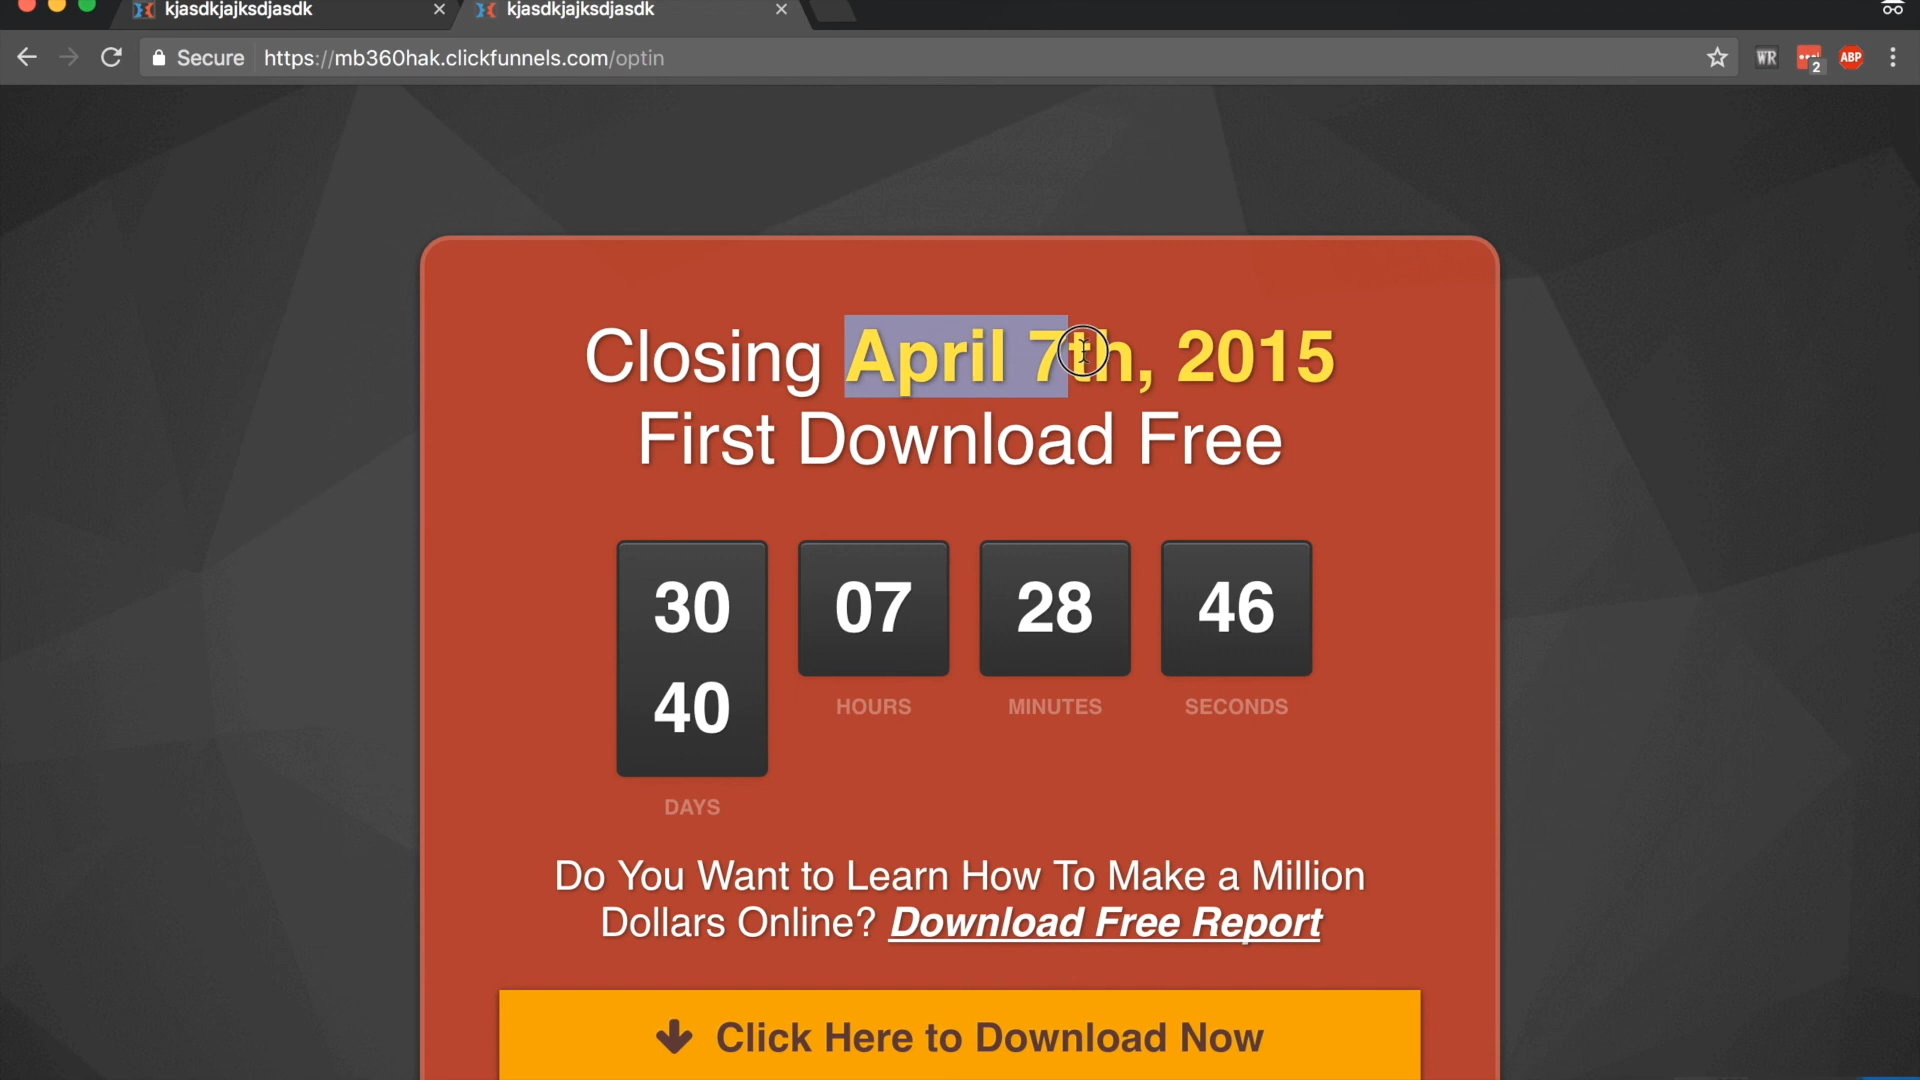 kjasdkjajksdjasdk
kjasdkjajksdjasdk
Secure https://mb360hak.clickfunnels.com/optin
WR
2
ABP
Closing April 7th, 2015
First Download Free
30 07 28 46
40
HOURS MINUTES SECONDS
DAYS
Do You Want to Learn How To Make a Million
Dollars Online? Download Free Report
Click Here to Download Now